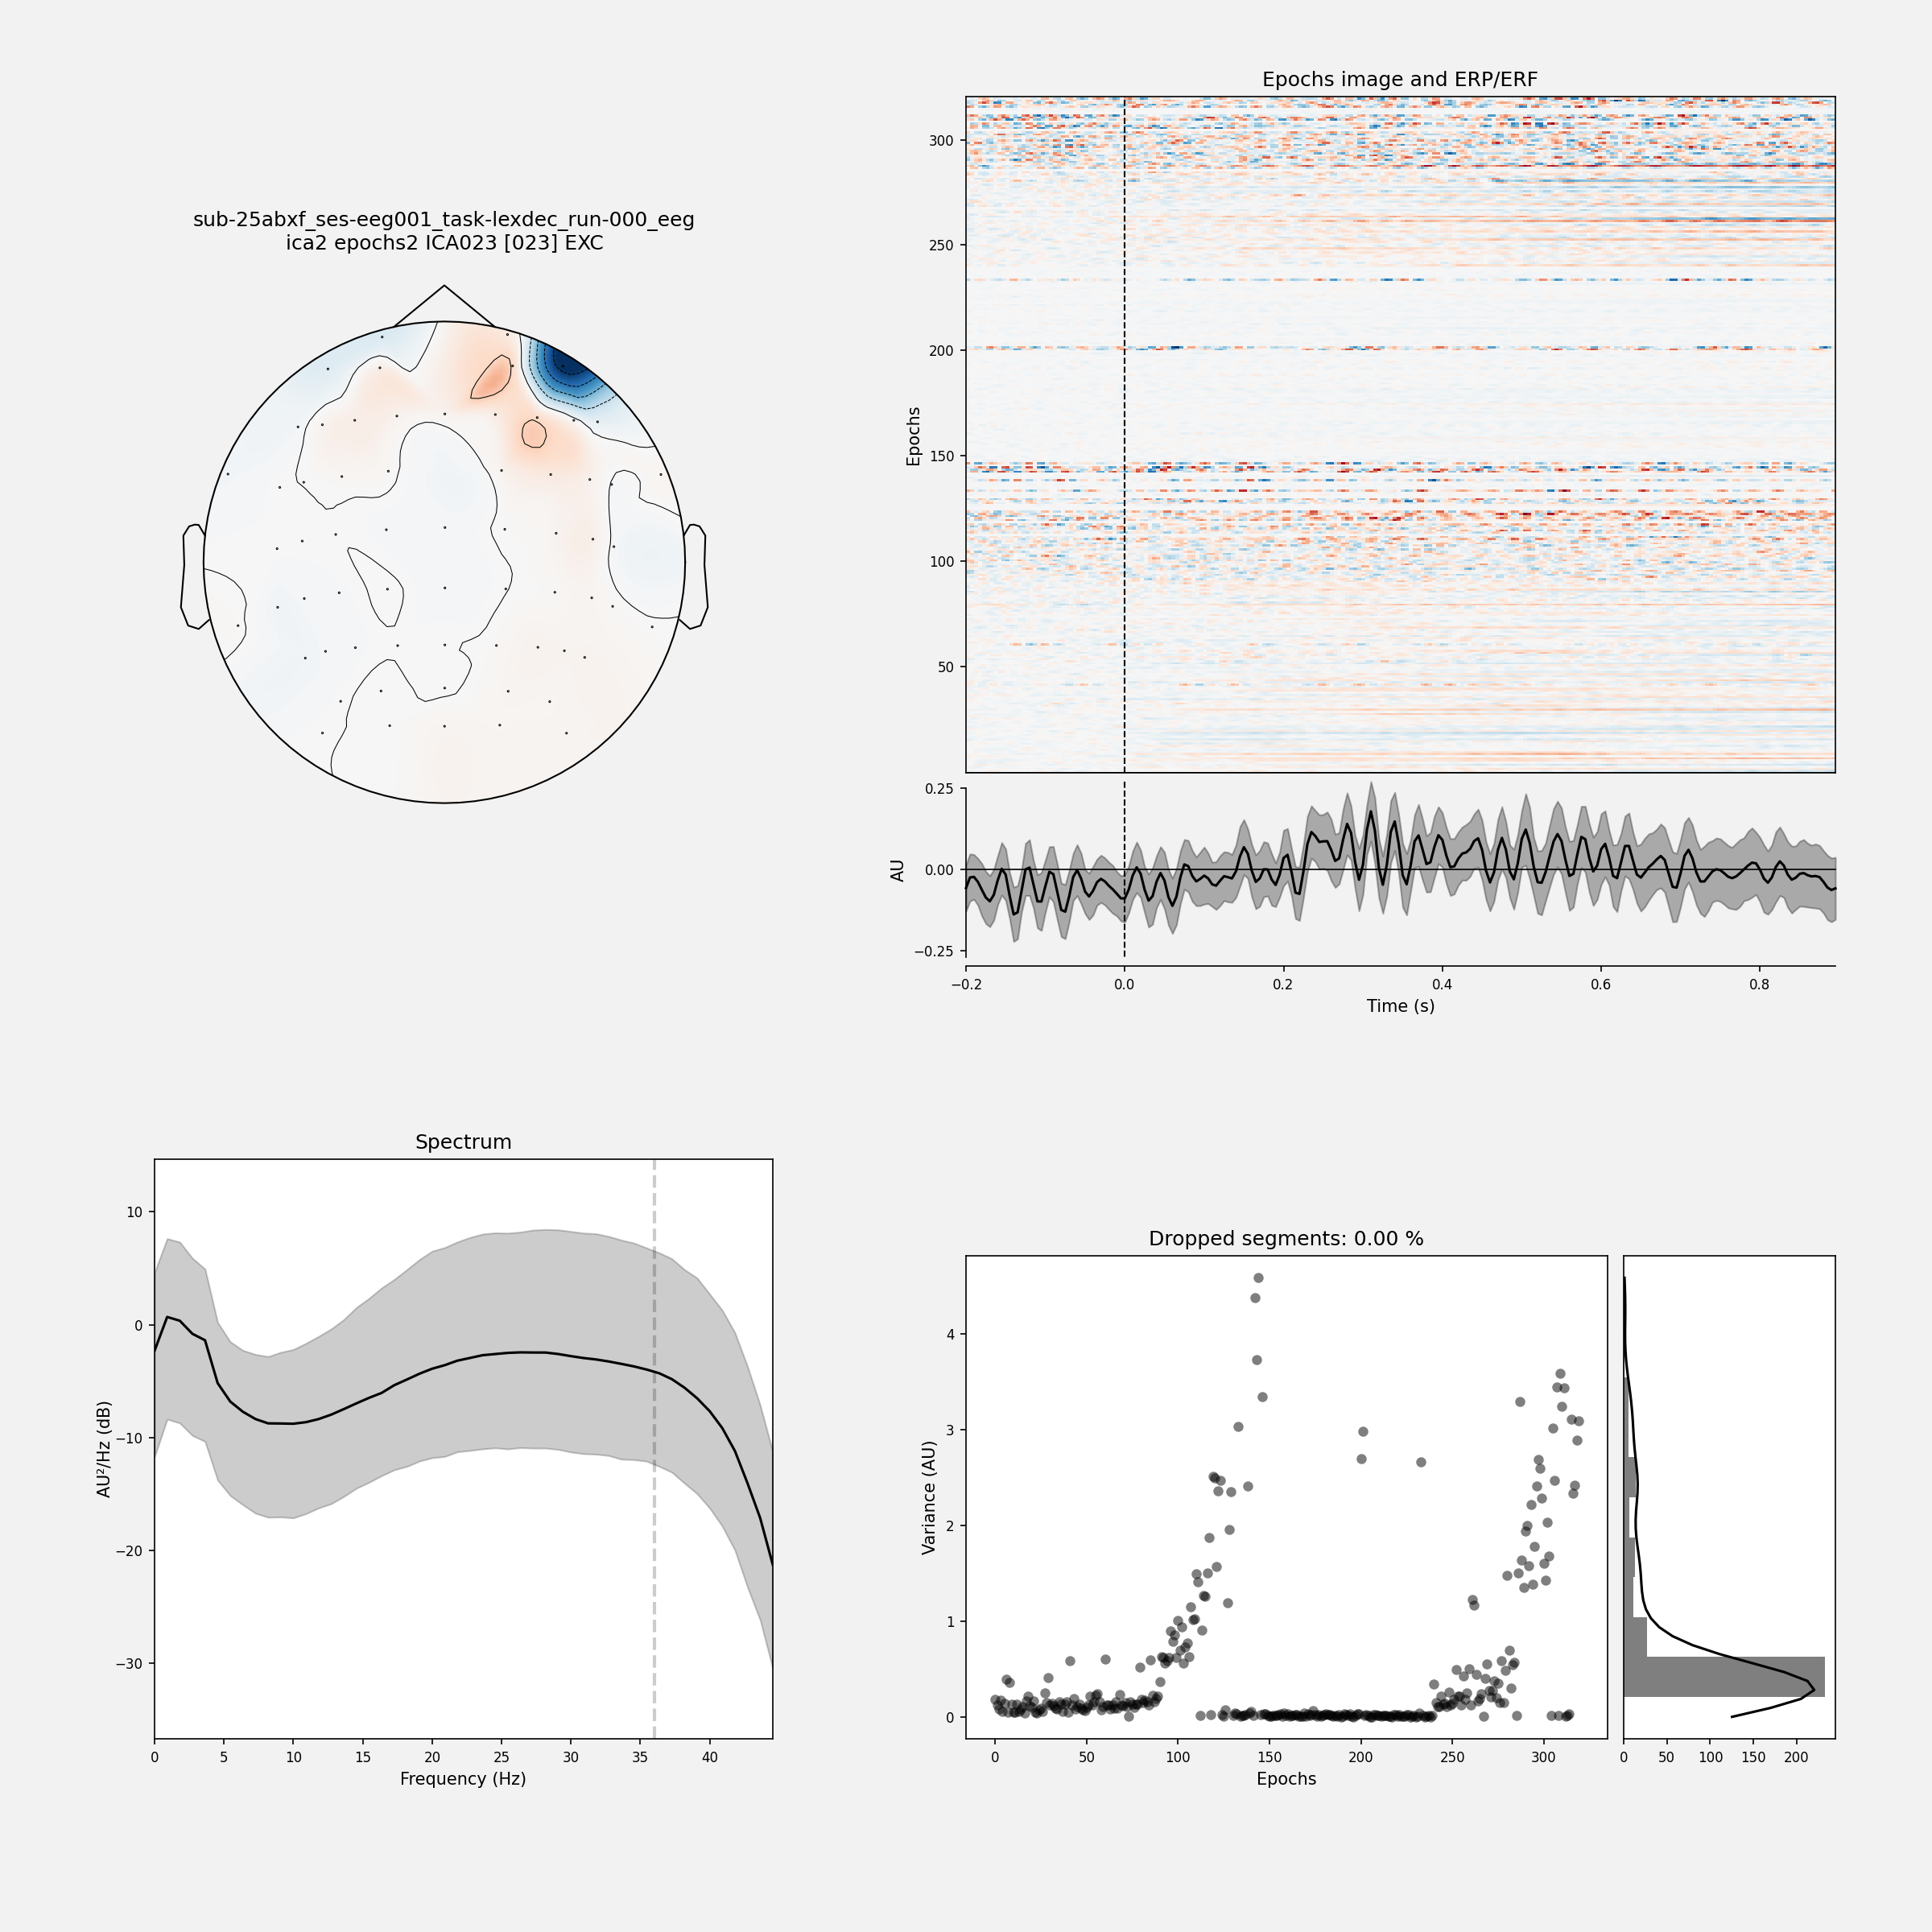 sub-25abxf_ses-eeg001_task-lexdec_run-000_eeg
ica2 epochs2 ICA023 [023] EXC
Epochs image and ERP/ERF
Epochs
300
250
200
150
100
50
AU
0.25
0.00
−0.25
−0.2 0.0 0.2 0.4 0.6 0.8
Time (s)
Spectrum
AU²/Hz (dB)
10
0
−10
−20
−30
0 5 10 15 20 25 30 35 40
Frequency (Hz)
Dropped segments: 0.00 %
Variance (AU)
4
3
2
1
0
0 50 100 150 200 250 300
Epochs
0 50 100 150 200